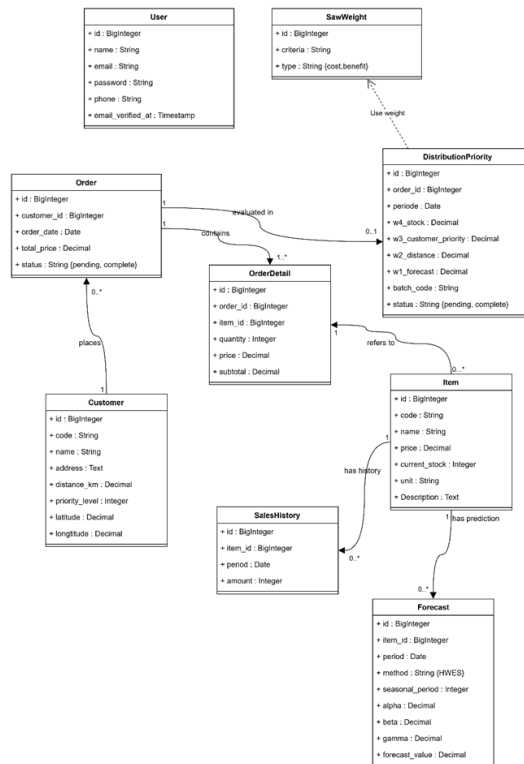 User
+ id : BigInteger
+ name : String
+ email : String
+ password : String
+ phone : String
+ email_verified_at : Timestamp
SawWeight
+ id : BigInteger
+ criteria : String
+ type : String {cost,benefit}
Use weight
DistributionPriority
+ id : BigInteger
+ order_id : BigInteger
+ periode : Date
+ w4_stock : Decimal
+ w3_customer_priority : Decimal
+ w2_distance : Decimal
+ w1_forecast : Decimal
+ batch_code : String
+ status : String {pending, complete}
Order
+ id : BigInteger
+ customer_id : BigInteger
+ order_date : Date
+ total_price : Decimal
+ status : String {pending, complete}
1
evaluated in
0..1
1
contains
1..*
OrderDetail
+ id : BigInteger
+ order_id : BigInteger
+ item_id : BigInteger
+ quantity : Integer
+ price : Decimal
+ subtotal : Decimal
0..*
places
1
1
refers to
0...*
Customer
+ id : BigInteger
+ code : String
+ name : String
+ address : Text
+ distance_km : Decimal
+ priority_level : Integer
+ latitude : Decimal
+ longtitude : Decimal
Item
+ id : BigInteger
+ code : String
+ name : String
+ price : Decimal
+ current_stock : Integer
+ unit : String
+ Description : Text
1
has history
0..*
SalesHistory
+ id : BigInteger
+ item_id : BigInteger
+ period : Date
+ amount : Integer
1
has prediction
0..*
Forecast
+ id : BigInteger
+ item_id : BigInteger
+ period : Date
+ method : String {HWES}
+ seasonal_period : Integer
+ alpha : Decimal
+ beta : Decimal
+ gamma : Decimal
+ forecast_value : Decimal